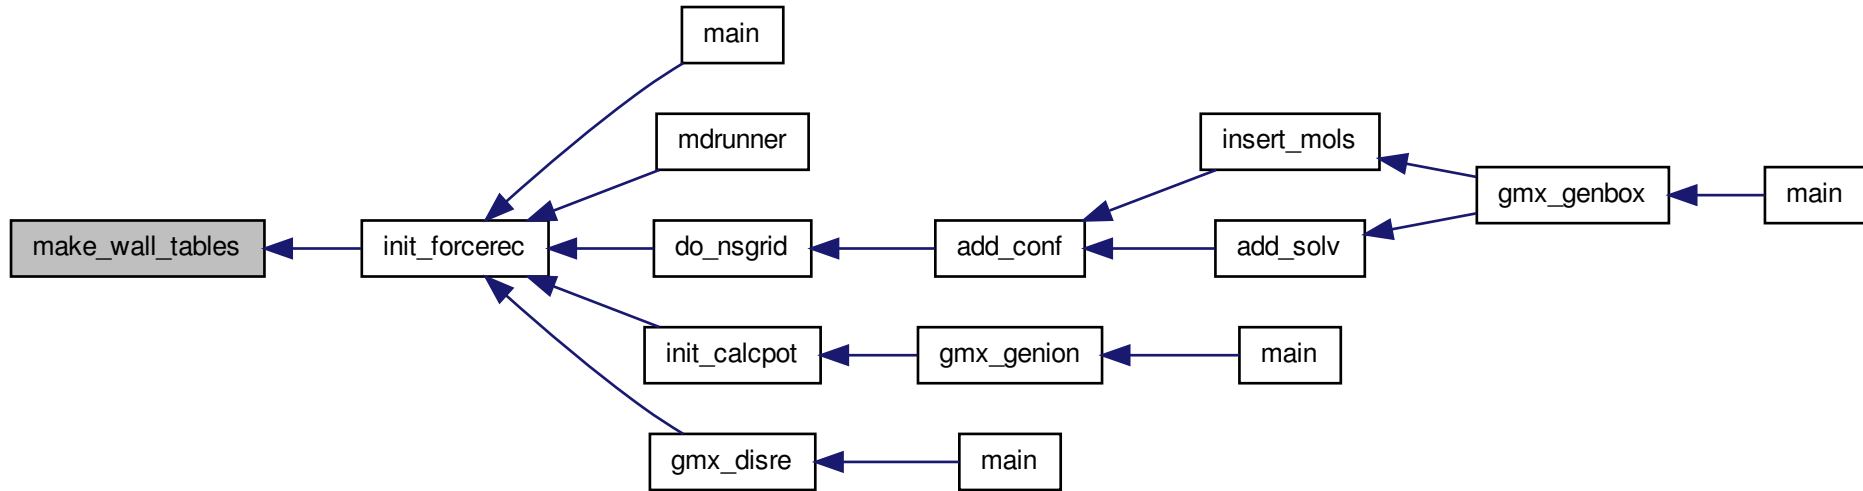 main
mdrunner
insert_mols
gmx_genbox
main
make_wall_tables
init_forcerec
do_nsgrid
add_conf
add_solv
init_calcpot
gmx_genion
main
gmx_disre
main